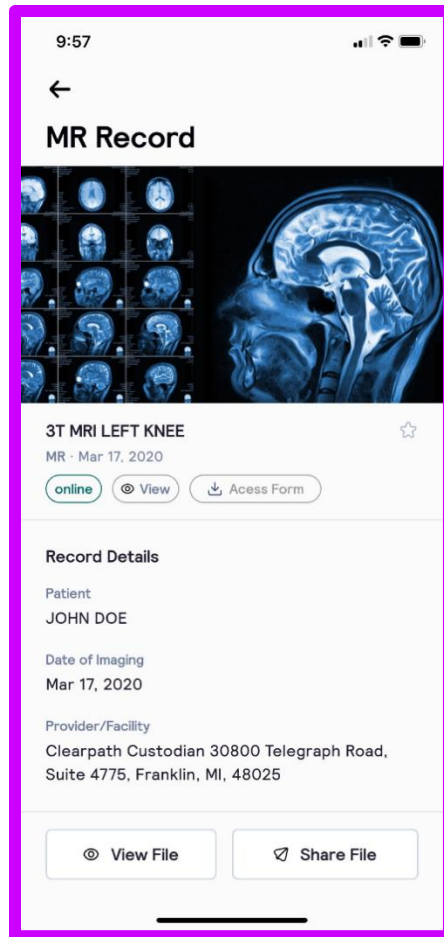 9:57
MR Record
3T MRI LEFT KNEE
MR · Mar 17, 2020
online View Acess Form
Record Details
Patient
JOHN DOE
Date of Imaging
Mar 17, 2020
Provider/Facility
Clearpath Custodian 30800 Telegraph Road,
Suite 4775, Franklin, MI, 48025
View File Share File